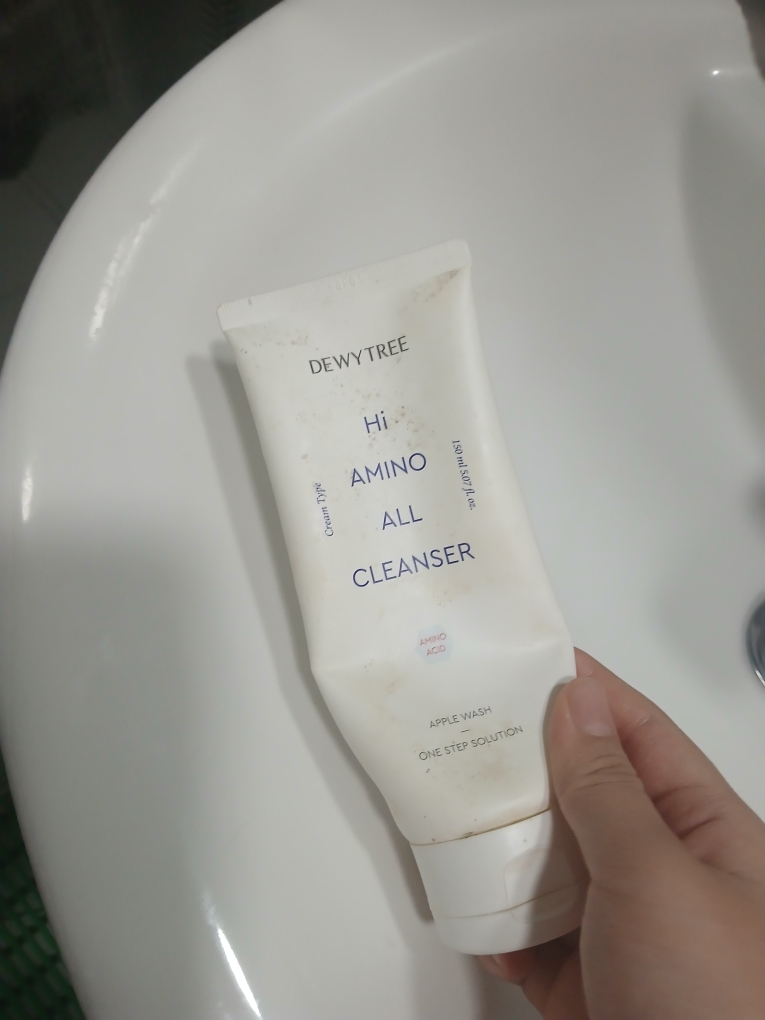 DEWYTREE
Hi
AMINO
ALL
CLEANSER
Cream Type
150 ml 5.07 fl. oz.
AMINO
ACID
APPLE WASH
—
ONE STEP SOLUTION